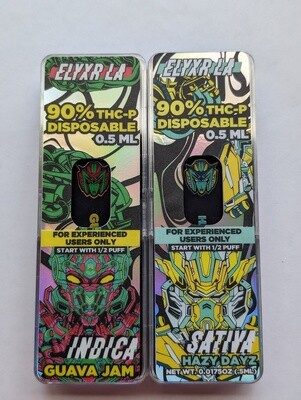 ELYXR LA
90% THC-P
DISPOSABLE
0.5 ML
FOR EXPERIENCED
USERS ONLY
START WITH 1/2 PUFF
INDICA
GUAVA JAM
ELYXR LA
90% THC-P
DISPOSABLE
0.5 ML
FOR EXPERIENCED
USERS ONLY
START WITH 1/2 PUFF
SATIVA
HAZY DAYZ
NET WT. 0.0175OZ (.5ML)